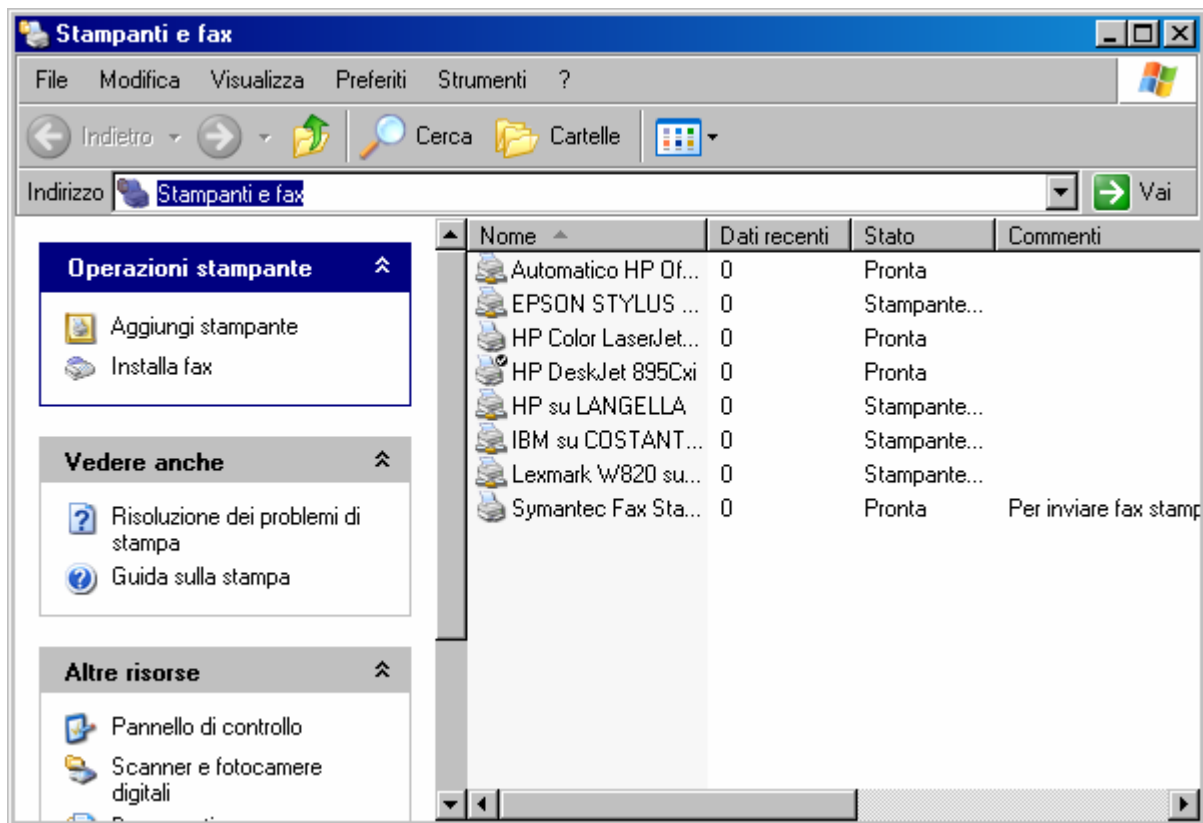 Stampanti e fax
File Modifica Visualizza Preferiti Strumenti ?
Indietro Cerca Cartelle
Indirizzo Stampanti e fax Vai
Operazioni stampante
Aggiungi stampante
Installa fax
Vedere anche
Risoluzione dei problemi di
stampa
Guida sulla stampa
Altre risorse
Pannello di controllo
Scanner e fotocamere
digitali
Nome Dati recenti Stato Commenti
Automatico HP Of... 0 Pronta
EPSON STYLUS ... 0 Stampante...
HP Color LaserJet... 0 Pronta
HP DeskJet 895Cxi 0 Pronta
HP su LANGELLA 0 Stampante...
IBM su COSTANT... 0 Stampante...
Lexmark W820 su... 0 Stampante...
Symantec Fax Sta... 0 Pronta Per inviare fax stamp